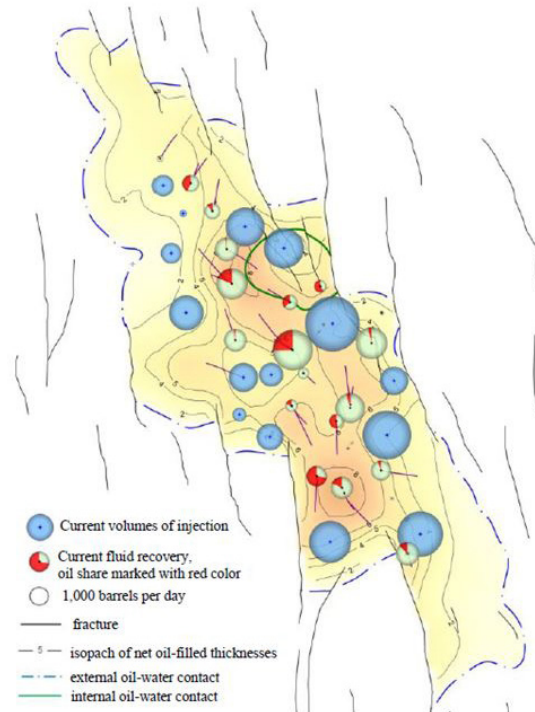 Current volumes of injection
Current fluid recovery,
oil share marked with red color
1,000 barrels per day
fracture
5
isopach of net oil-filled thicknesses
external oil-water contact
internal oil-water contact